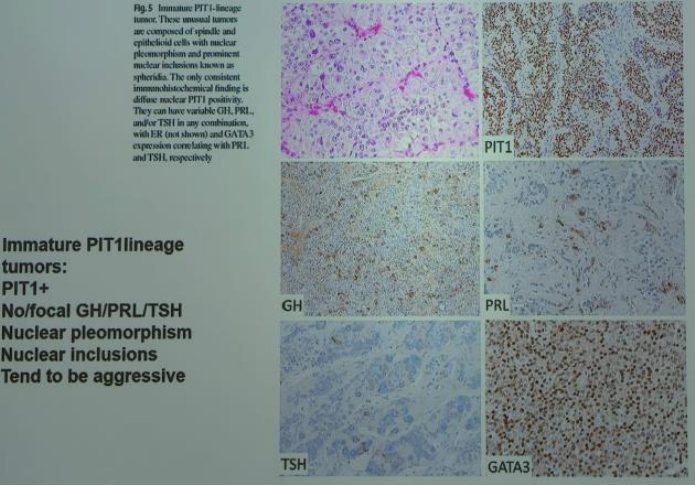 Fig. 5 Immature PIT1-lineage
tumor. These unusual tumors
are composed of spindle and
epithelioid cells with nuclear
pleomorphism and prominent
nuclear inclusions known as
spheridia. The only consistent
immunohistochemical finding is
diffuse nuclear PIT1 positivity.
They can have variable GH, PRL,
and/or TSH in any combination,
with ER (not shown) and GATA3
expression correlating with PRL
and TSH, respectively
Immature PIT1lineage
tumors:
PIT1+
No/focal GH/PRL/TSH
Nuclear pleomorphism
Nuclear inclusions
Tend to be aggressive
PIT1
GH
PRL
TSH
GATA3